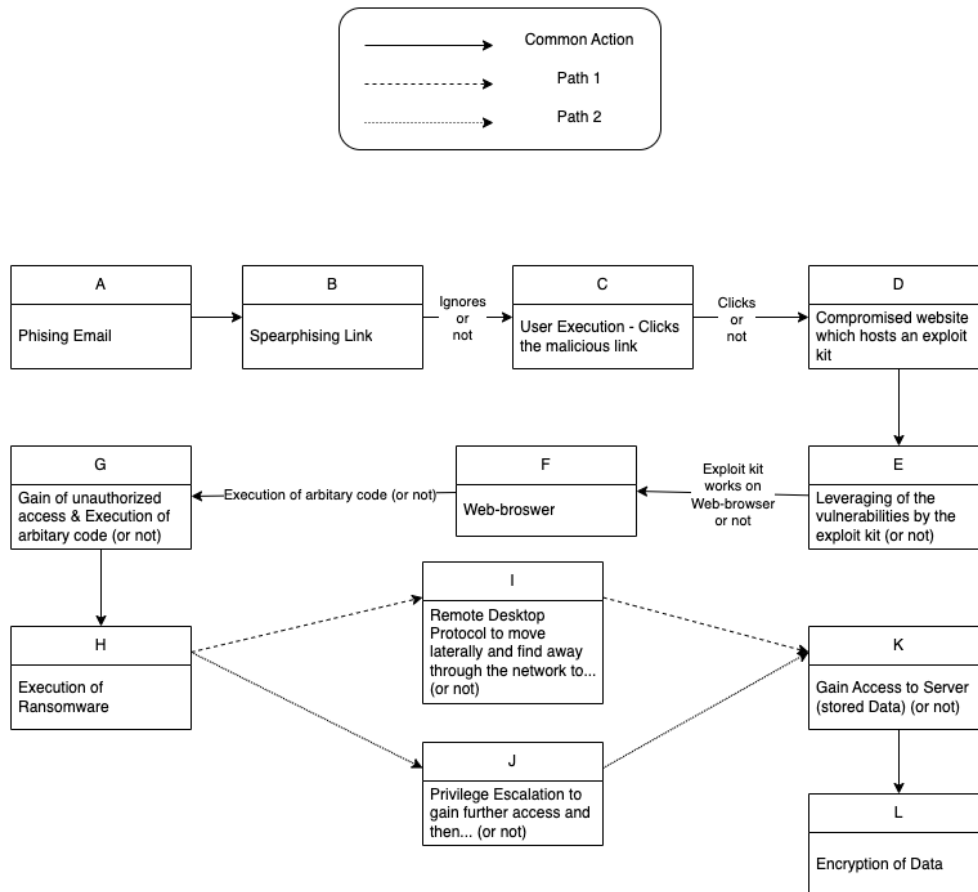 Common Action
Path 1
Path 2
A
Phising Email
B
Spearphising Link
Ignores
or
not
C
User Execution - Clicks
the malicious link
Clicks
or
not
D
Compromised website
which hosts an exploit
kit
G
Gain of unauthorized
access & Execution of
arbitary code (or not)
Execution of arbitary code (or not)
F
Web-broswer
Exploit kit
works on
Web-browser
or not
E
Leveraging of the
vulnerabilities by the
exploit kit (or not)
H
Execution of
Ransomware
I
Remote Desktop
Protocol to move
laterally and find away
through the network to...
(or not)
J
Privilege Escalation to
gain further access and
then... (or not)
K
Gain Access to Server
(stored Data) (or not)
L
Encryption of Data